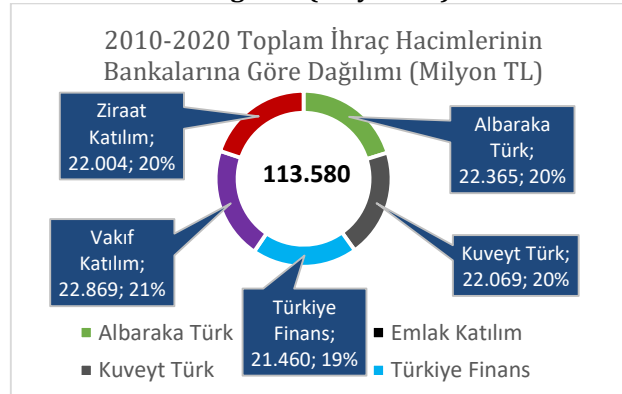 2010-2020 Toplam İhraç Hacimlerinin
Bankalarına Göre Dağılımı (Milyon TL)
Ziraat
Katılım;
22.004; 20%
Albaraka
Türk;
22.365; 20%
113.580
Vakıf
Katılım;
22.869; 21%
Kuveyt Türk;
22.069; 20%
Türkiye
Finans;
21.460; 19%
Albaraka Türk
Emlak Katılım
Kuveyt Türk
Türkiye Finans